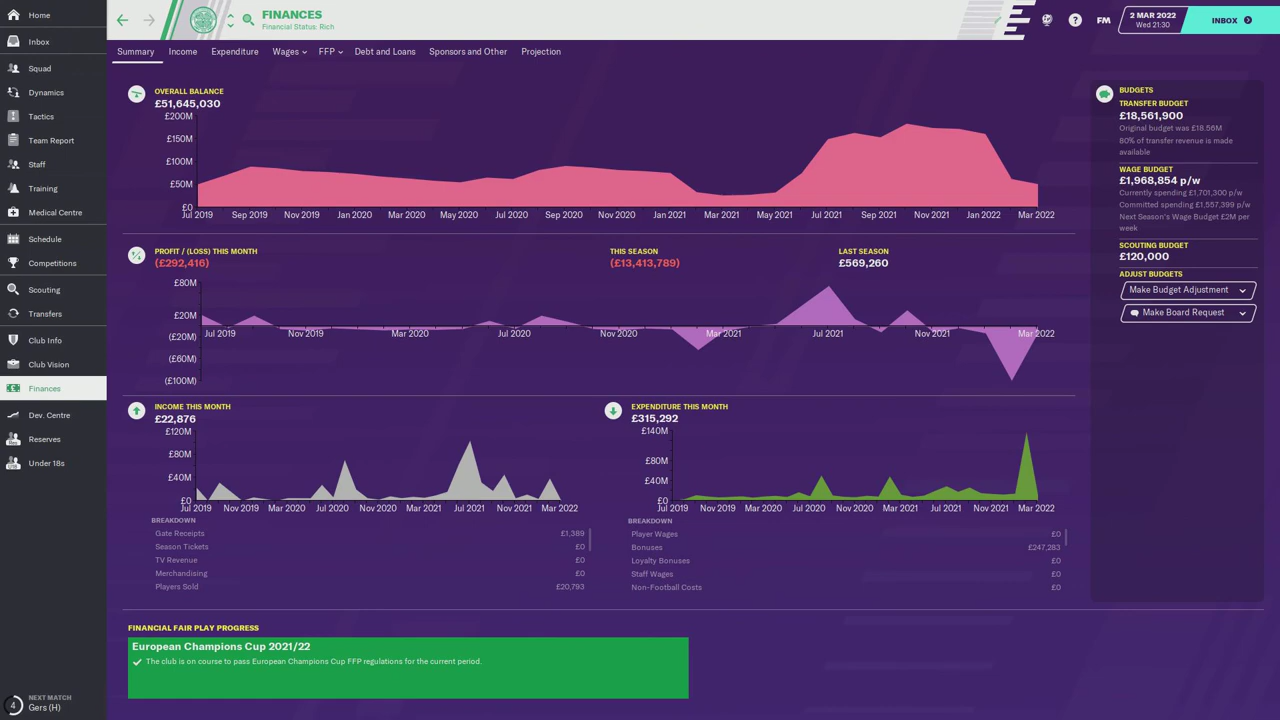 Home
Inbox
Squad
Dynamics
Tactics
Team Report
Staff
Training
Medical Centre
Schedule
Competitions
Scouting
Transfers
Club Info
Club Vision
Finances
Dev. Centre
Reserves
Under 18s
NEXT MATCH
4 Gers (H)
FINANCES
Financial Status: Rich
?
FM
2 MAR 2022
Wed 21:30
INBOX
Summary Income Expenditure Wages FFP Debt and Loans Sponsors and Other Projection
OVERALL BALANCE
£51,645,030
£200M
£150M
£100M
£50M
£0
Jul 2019 Sep 2019 Nov 2019 Jan 2020 Mar 2020 May 2020 Jul 2020 Sep 2020 Nov 2020 Jan 2021 Mar 2021 May 2021 Jul 2021 Sep 2021 Nov 2021 Jan 2022 Mar 2022
PROFIT / (LOSS) THIS MONTH
(£292,416)
THIS SEASON
(£13,413,789)
LAST SEASON
£569,260
£80M
£20M
(£20M)
(£60M)
(£100M)
Jul 2019 Nov 2019 Mar 2020 Jul 2020 Nov 2020 Mar 2021 Jul 2021 Nov 2021 Mar 2022
INCOME THIS MONTH
£22,876
£120M
£80M
£40M
£0
Jul 2019 Nov 2019 Mar 2020 Jul 2020 Nov 2020 Mar 2021 Jul 2021 Nov 2021 Mar 2022
BREAKDOWN
Gate Receipts £1,389
Season Tickets £0
TV Revenue £0
Merchandising £0
Players Sold £20,793
EXPENDITURE THIS MONTH
£315,292
£140M
£80M
£40M
£0
Jul 2019 Nov 2019 Mar 2020 Jul 2020 Nov 2020 Mar 2021 Jul 2021 Nov 2021 Mar 2022
BREAKDOWN
Player Wages £0
Bonuses £247,283
Loyalty Bonuses £0
Staff Wages £0
Non-Football Costs £0
FINANCIAL FAIR PLAY PROGRESS
European Champions Cup 2021/22
The club is on course to pass European Champions Cup FFP regulations for the current period.
BUDGETS
TRANSFER BUDGET
£18,561,900
Original budget was £18.56M
80% of transfer revenue is made
available
WAGE BUDGET
£1,968,854 p/w
Currently spending £1,701,300 p/w
Committed spending £1,557,399 p/w
Next Season's Wage Budget £2M per
week
SCOUTING BUDGET
£120,000
ADJUST BUDGETS
Make Budget Adjustment
Make Board Request